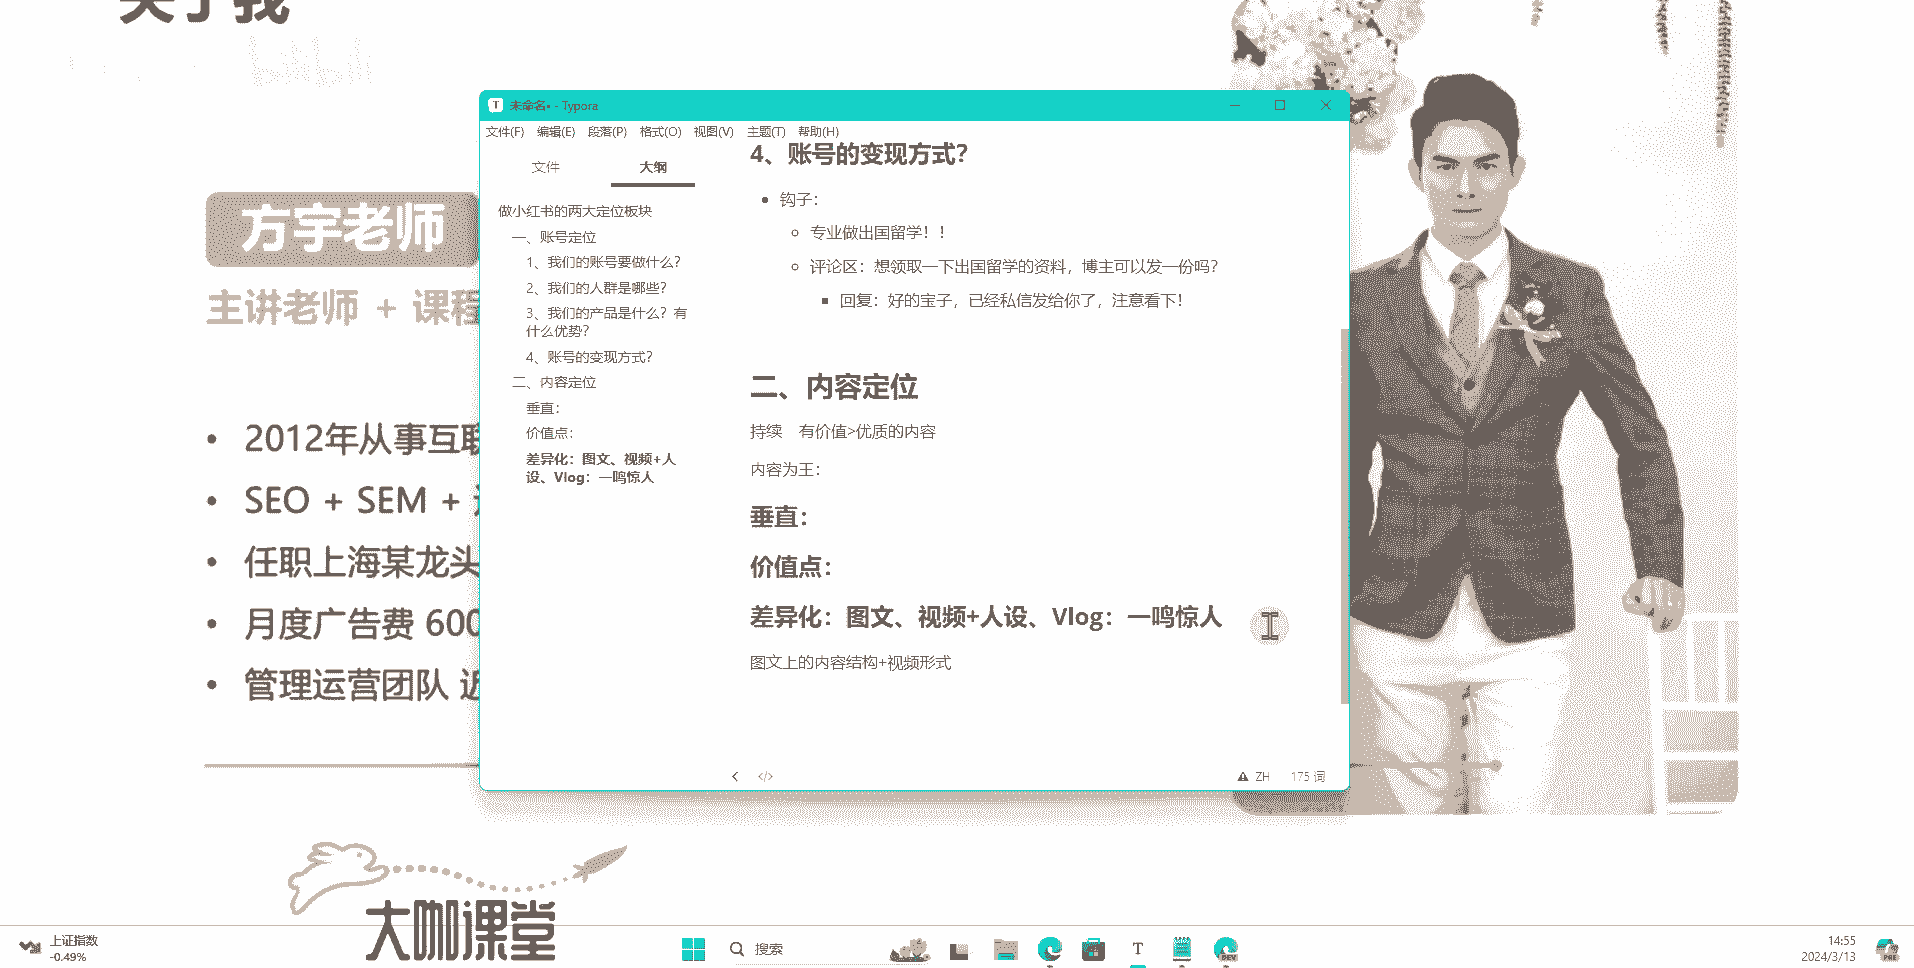 关于我
bilibili
方宇老师
主讲老师 + 课程
2012年从事互联
SEO + SEM +
任职上海某龙头
月度广告费 600
管理运营团队 近
大咖课堂
未命名• - Typora
文件(F) 编辑(E) 段落(P) 格式(O) 视图(V) 主题(T) 帮助(H)
文件 大纲
做小红书的两大定位板块
一、账号定位
1、我们的账号要做什么？
2、我们的人群是哪些？
3、我们的产品是什么？有
什么优势？
4、账号的变现方式？
二、内容定位
垂直：
价值点：
差异化：图文、视频+人
设、Vlog：一鸣惊人
4、账号的变现方式？
钩子：
专业做出国留学！！
评论区：想领取一下出国留学的资料，博主可以发一份吗？
回复：好的宝子，已经私信发给你了，注意看下！
二、内容定位
持续 有价值>优质的内容
内容为王：
垂直：
价值点：
差异化：图文、视频+人设、Vlog：一鸣惊人
图文上的内容结构+视频形式
ZH 175 词
上证指数
-0.49%
搜索
T
DEV
14:55
2024/3/13
PRE